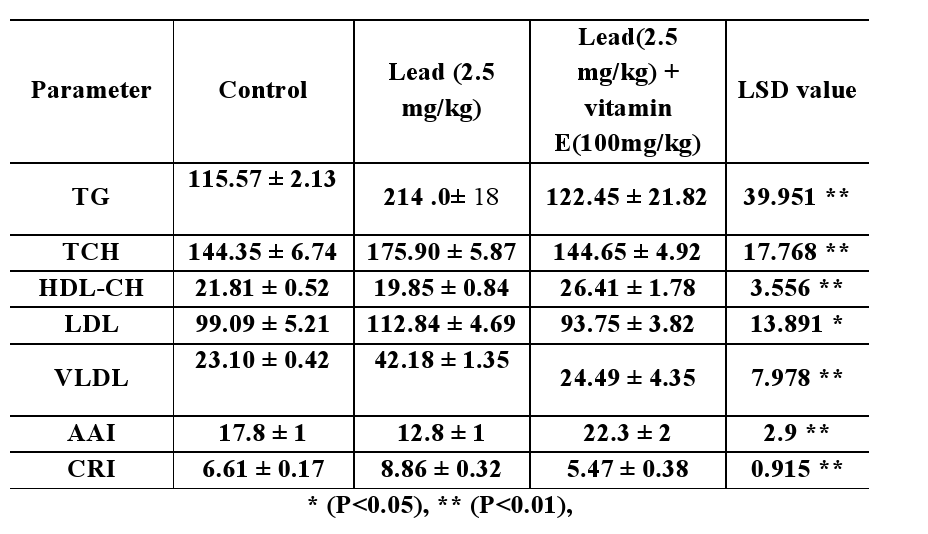 Parameter Control Lead (2.5 mg/kg) Lead(2.5 mg/kg) + vitamin E(100mg/kg) LSD value
TG 115.57 ± 2.13 214 .0± 18 122.45 ± 21.82 39.951 **
TCH 144.35 ± 6.74 175.90 ± 5.87 144.65 ± 4.92 17.768 **
HDL-CH 21.81 ± 0.52 19.85 ± 0.84 26.41 ± 1.78 3.556 **
LDL 99.09 ± 5.21 112.84 ± 4.69 93.75 ± 3.82 13.891 *
VLDL 23.10 ± 0.42 42.18 ± 1.35 24.49 ± 4.35 7.978 **
AAI 17.8 ± 1 12.8 ± 1 22.3 ± 2 2.9 **
CRI 6.61 ± 0.17 8.86 ± 0.32 5.47 ± 0.38 0.915 **
* (P<0.05), ** (P<0.01),